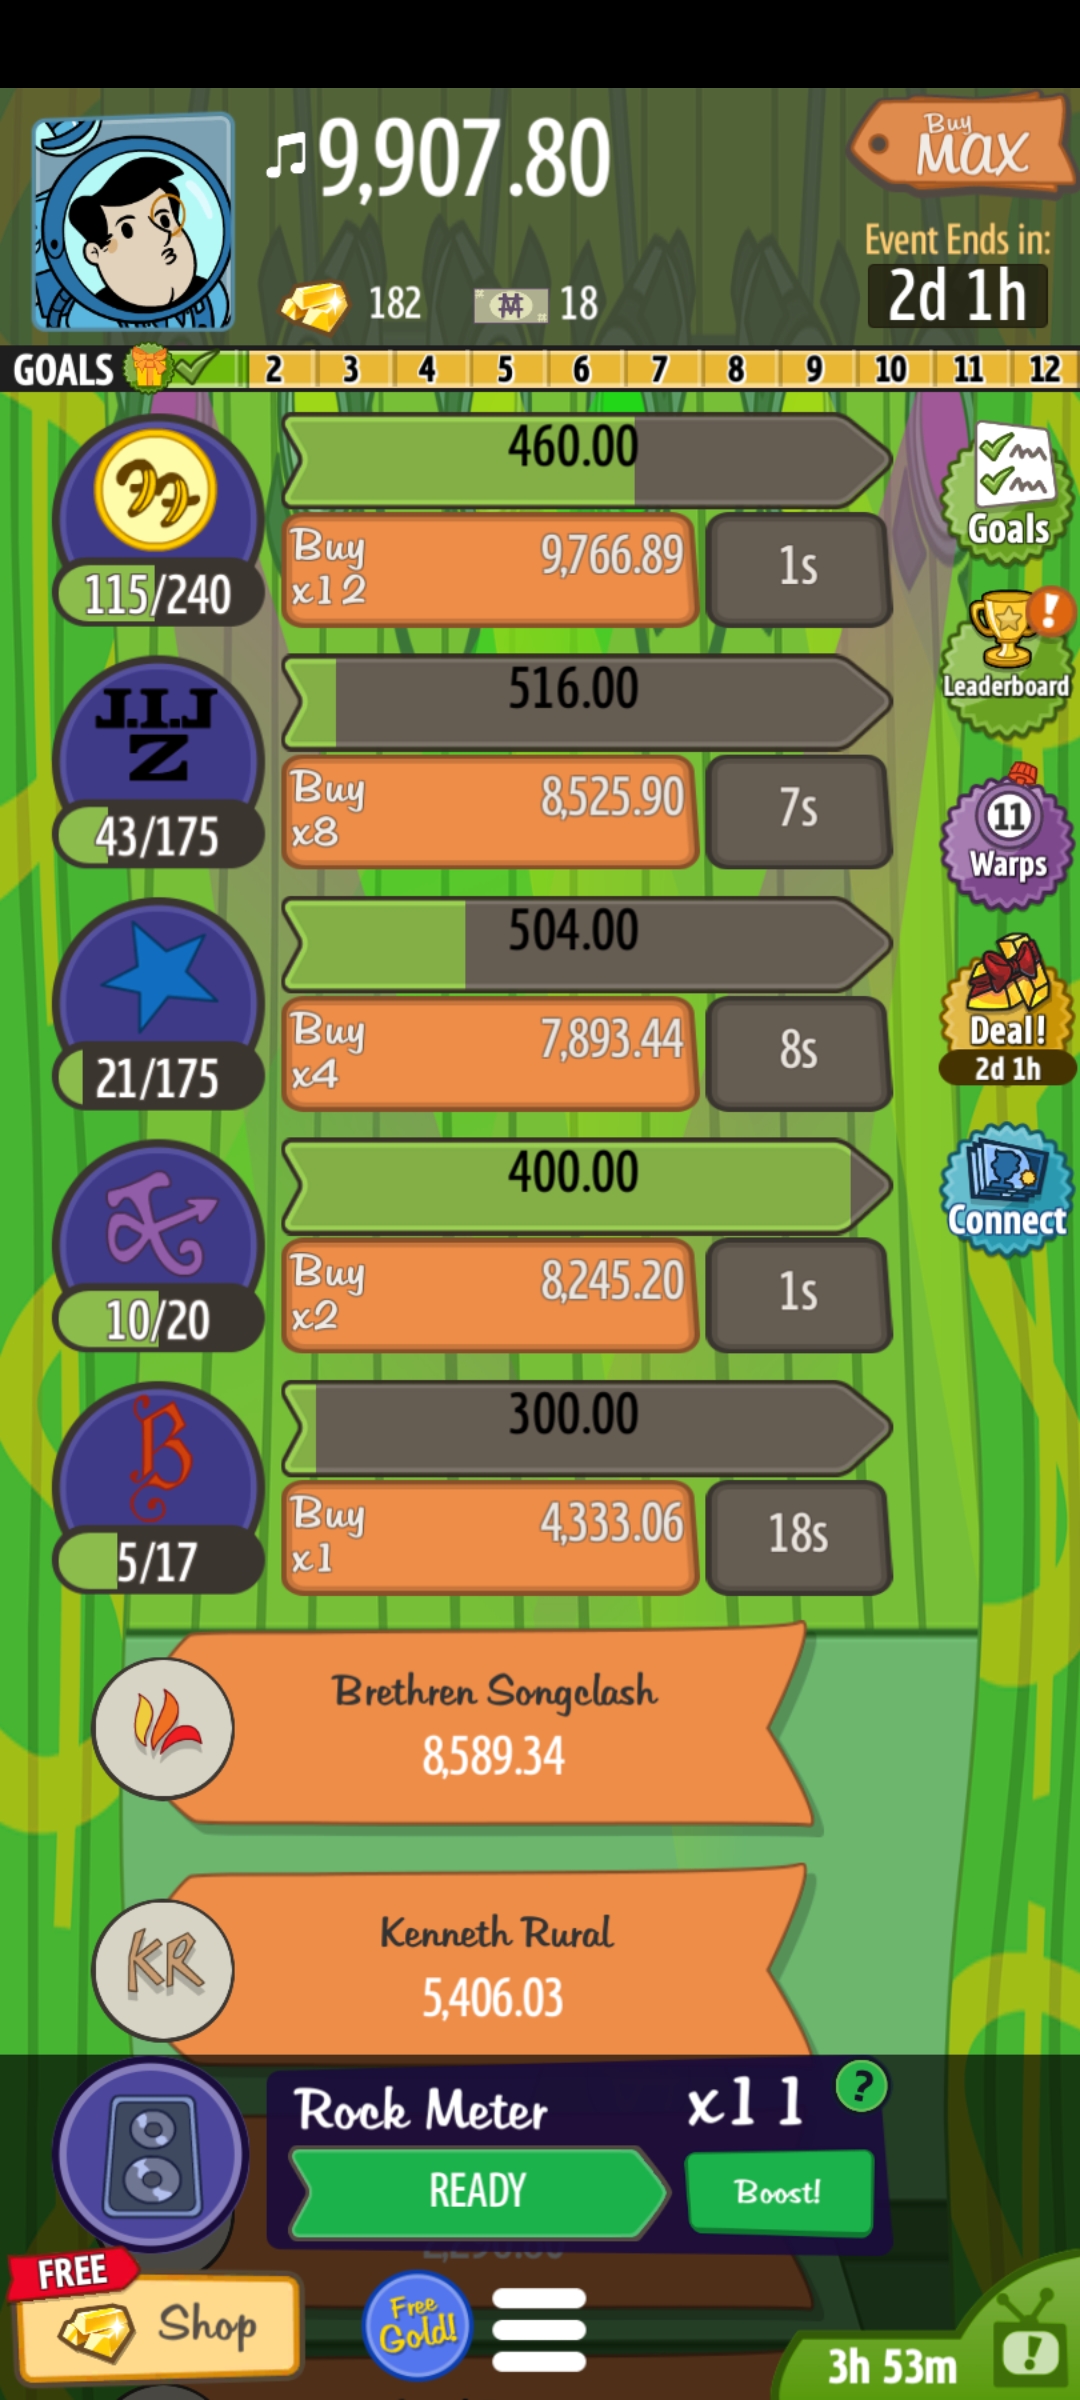 ♫9,907.80
Buy
MAX
Event Ends in:
2d 1h
182
18
GOALS 2 3 4 5 6 7 8 9 10 11 12
460.00
Buy
x12
9,766.89
1s
115/240
Goals
J.I.J
Z
516.00
Buy
x8
8,525.90
7s
43/175
Leaderboard
504.00
Buy
x4
7,893.44
8s
21/175
11
Warps
Deal!
2d 1h
400.00
Buy
x2
8,245.20
1s
10/20
Connect
B
300.00
Buy
x1
4,333.06
18s
5/17
Brethren Songclash
8,589.34
KR
Kenneth Rural
5,406.03
Rock Meter
x11
?
READY
Boost!
FREE
Shop
Free
Gold!
3h 53m
!